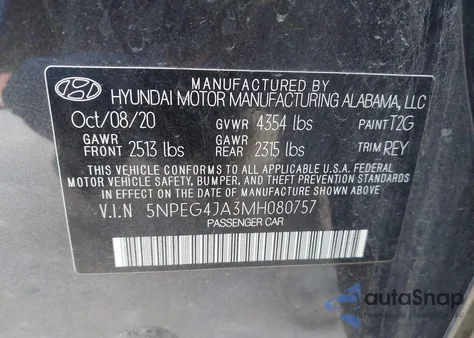 MANUFACTURED BY
HYUNDAI MOTOR MANUFACTURING ALABAMA, LLC
Oct/08/20 GVWR 4354 lbs PAINT T2G
GAWR FRONT 2513 lbs GAWR REAR 2315 lbs TRIM REY
THIS VEHICLE CONFORMS TO ALL APPLICABLE U.S.A. FEDERAL
MOTOR VEHICLE SAFETY, BUMPER, AND THEFT PREVENTION STANDARDS
IN EFFECT ON THE DATE OF MANUFACTURE SHOWN ABOVE.
V.I.N 5NPEG4JA3MH080757
PASSENGER CAR
autoSnap